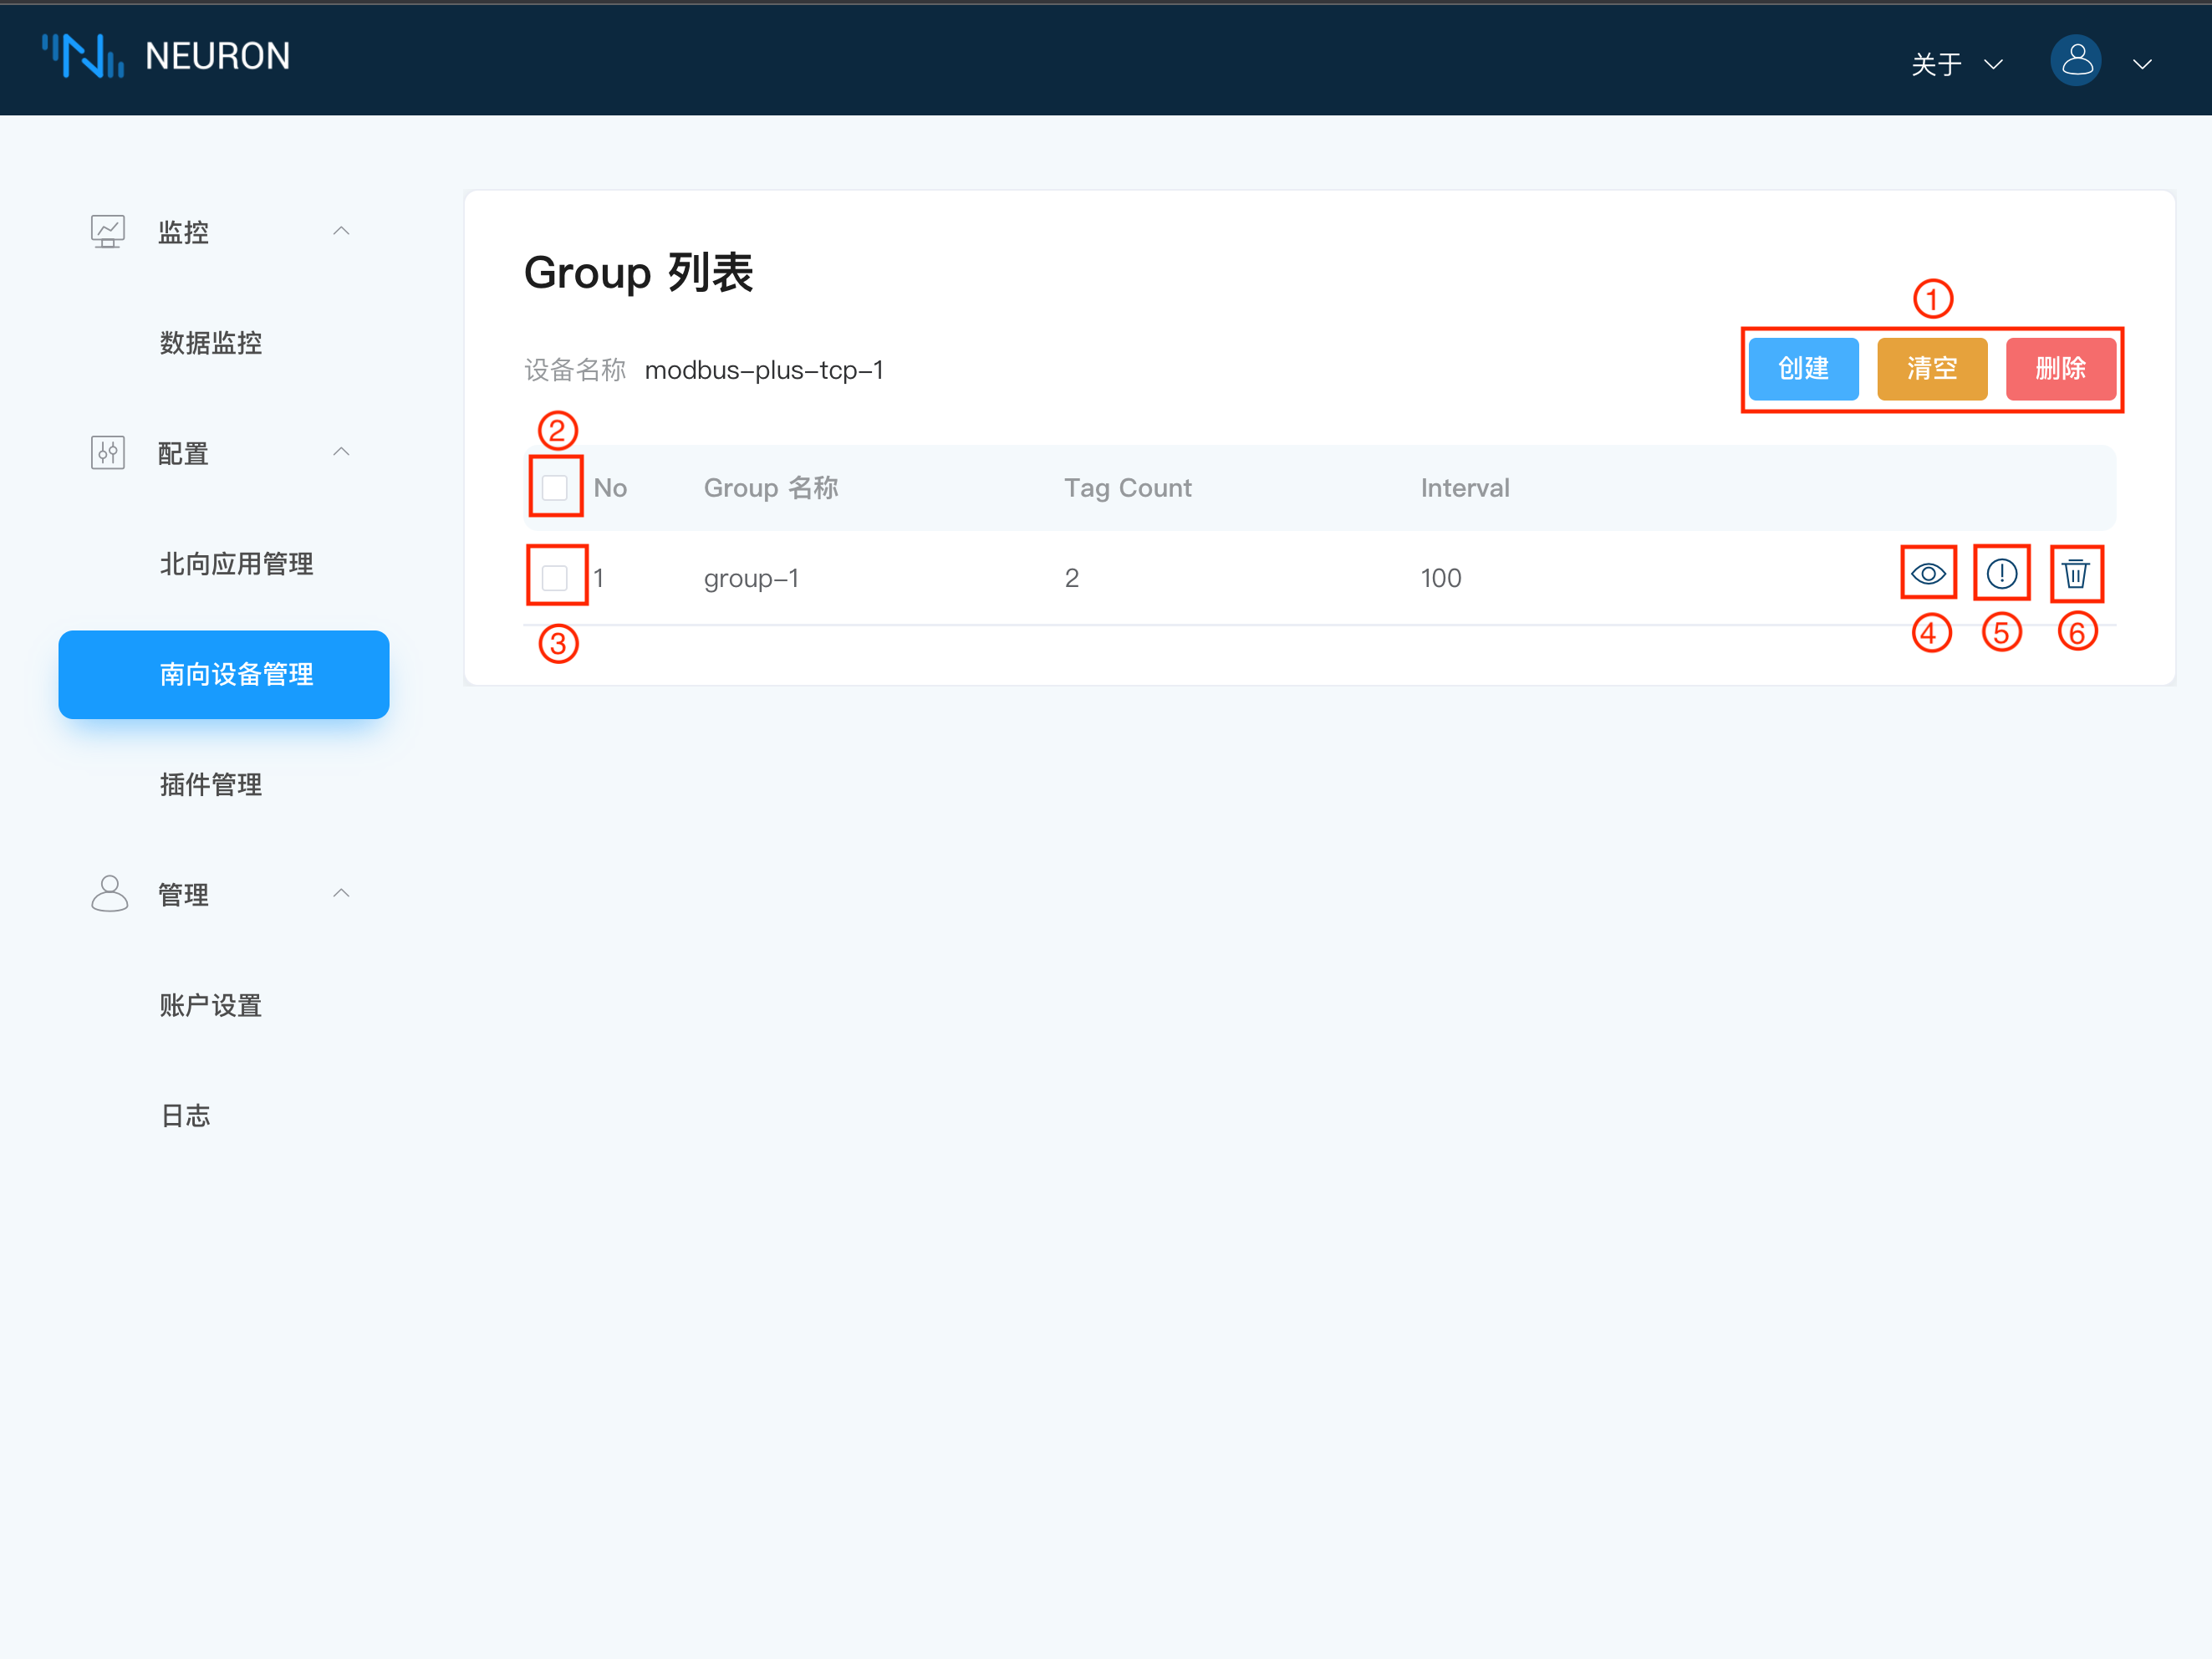 NEURON
关于
监控
数据监控
配置
北向应用管理
南向设备管理
插件管理
管理
账户设置
日志
Group 列表
①
设备名称 modbus-plus-tcp-1
创建 清空 删除
②
No Group 名称 Tag Count Interval
1 group-1 2 100
③ ④ ⑤ ⑥